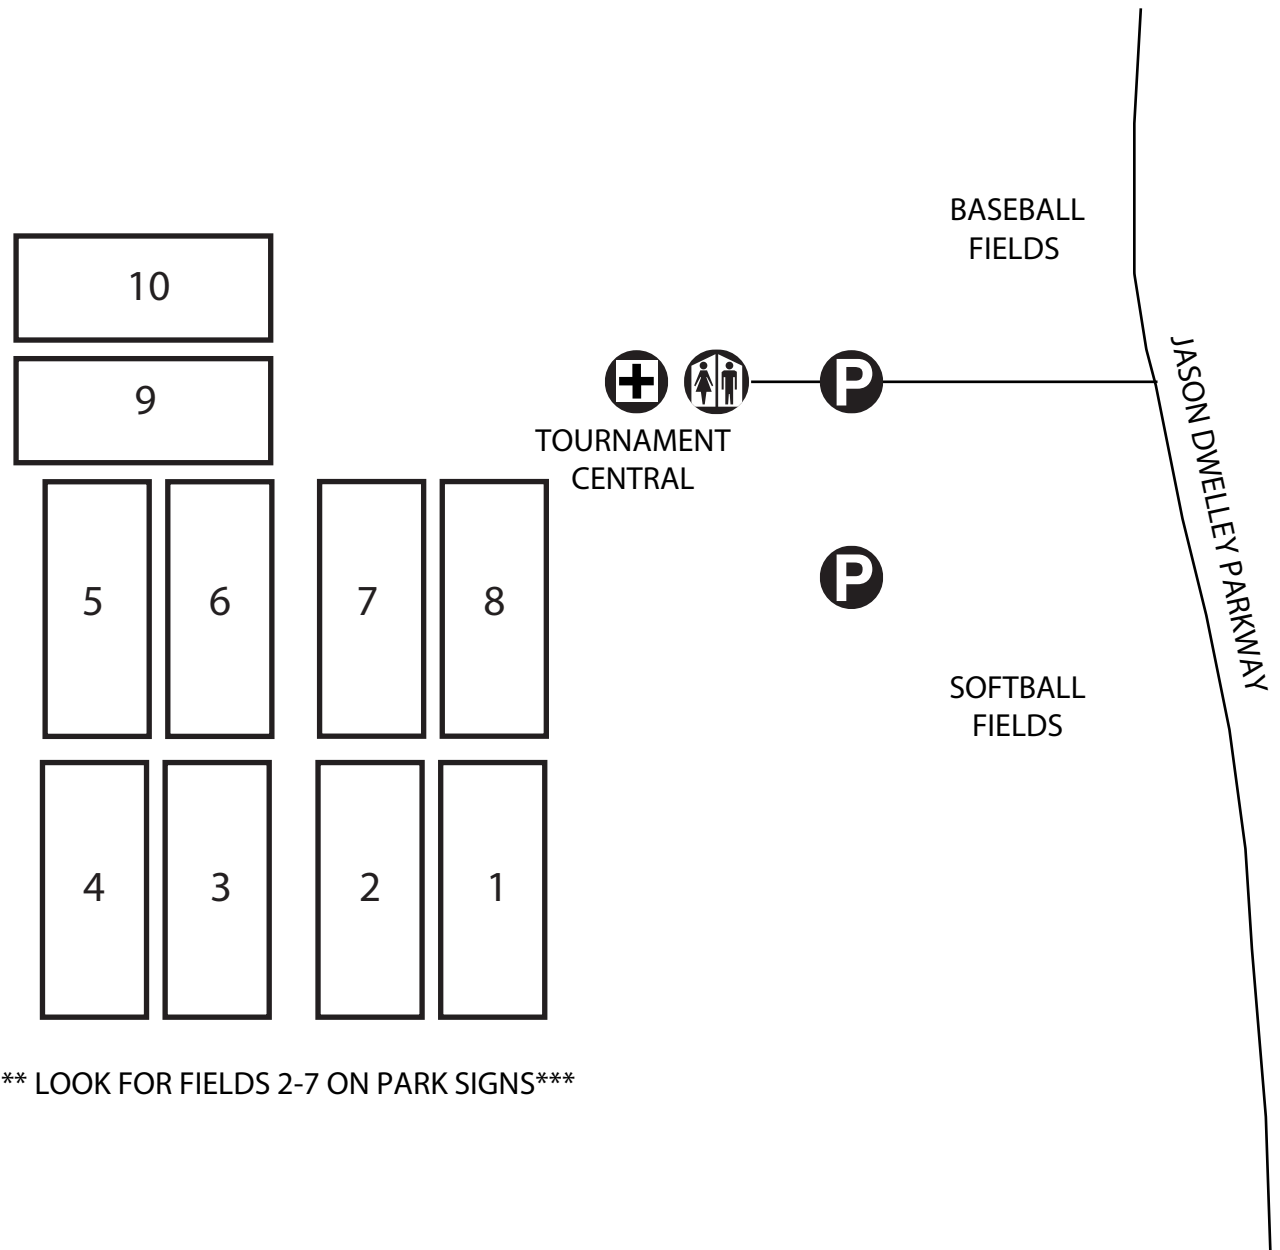 BASEBALL
FIELDS
10
9
P
TOURNAMENT
CENTRAL
JASON DWELLEY PARKWAY
5 6 7 8
P
SOFTBALL
FIELDS
4 3 2 1
** LOOK FOR FIELDS 2-7 ON PARK SIGNS***